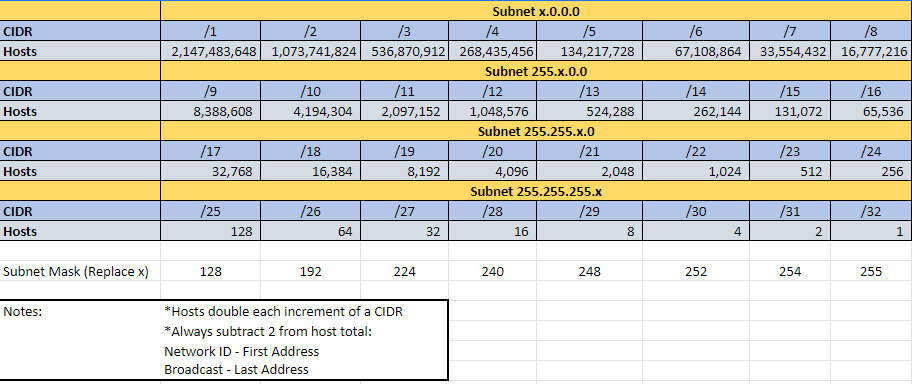 Subnet x.0.0.0
CIDR /1 /2 /3 /4 /5 /6 /7 /8
Hosts 2,147,483,648 1,073,741,824 536,870,912 268,435,456 134,217,728 67,108,864 33,554,432 16,777,216
Subnet 255.x.0.0
CIDR /9 /10 /11 /12 /13 /14 /15 /16
Hosts 8,388,608 4,194,304 2,097,152 1,048,576 524,288 262,144 131,072 65,536
Subnet 255.255.x.0
CIDR /17 /18 /19 /20 /21 /22 /23 /24
Hosts 32,768 16,384 8,192 4,096 2,048 1,024 512 256
Subnet 255.255.255.x
CIDR /25 /26 /27 /28 /29 /30 /31 /32
Hosts 128 64 32 16 8 4 2 1
Subnet Mask (Replace x) 128 192 224 240 248 252 254 255
Notes: *Hosts double each increment of a CIDR
*Always subtract 2 from host total:
Network ID - First Address
Broadcast - Last Address